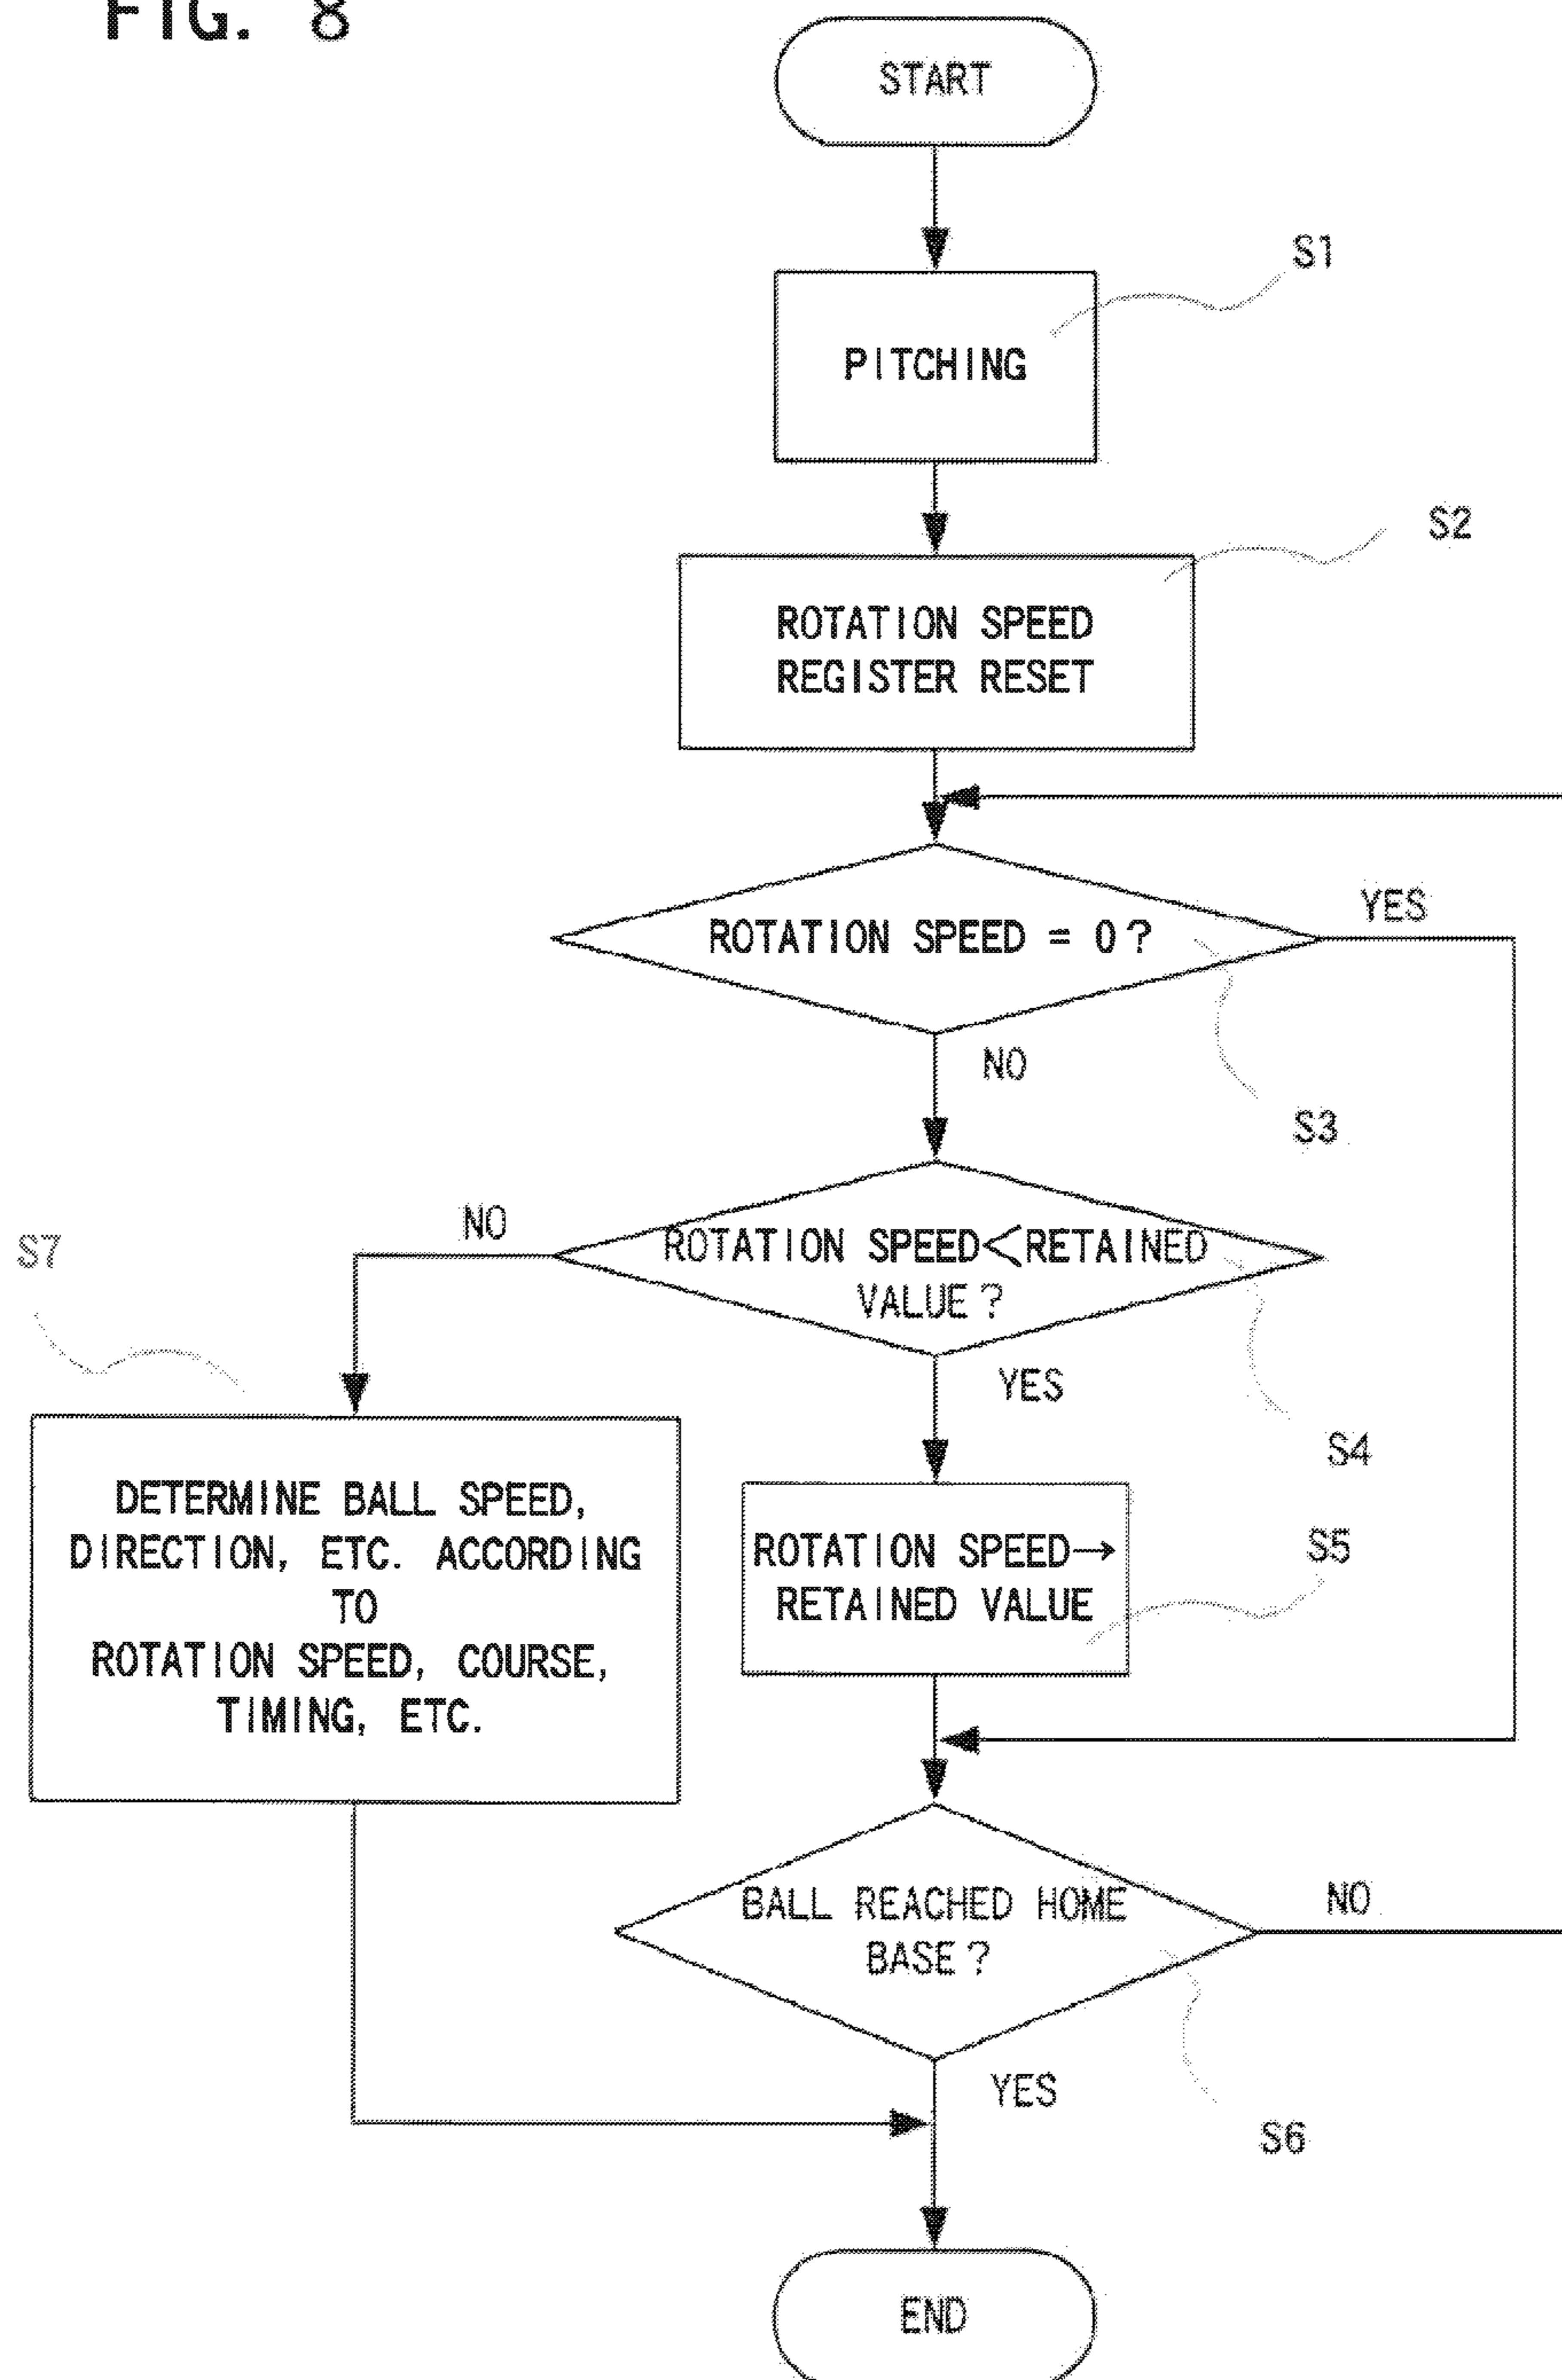 FIG. 8
START
S1
PITCHING
S2
ROTATION SPEED
REGISTER RESET
YES
ROTATION SPEED = 0?
NO
S3
NO
S7
ROTATION SPEED<RETAINED
VALUE?
YES
S4
DETERMINE BALL SPEED,
DIRECTION, ETC. ACCORDING
TO
ROTATION SPEED, COURSE,
TIMING, ETC.
ROTATION SPEED→
RETAINED VALUE
S5
BALL REACHED HOME
BASE?
NO
YES
S6
END